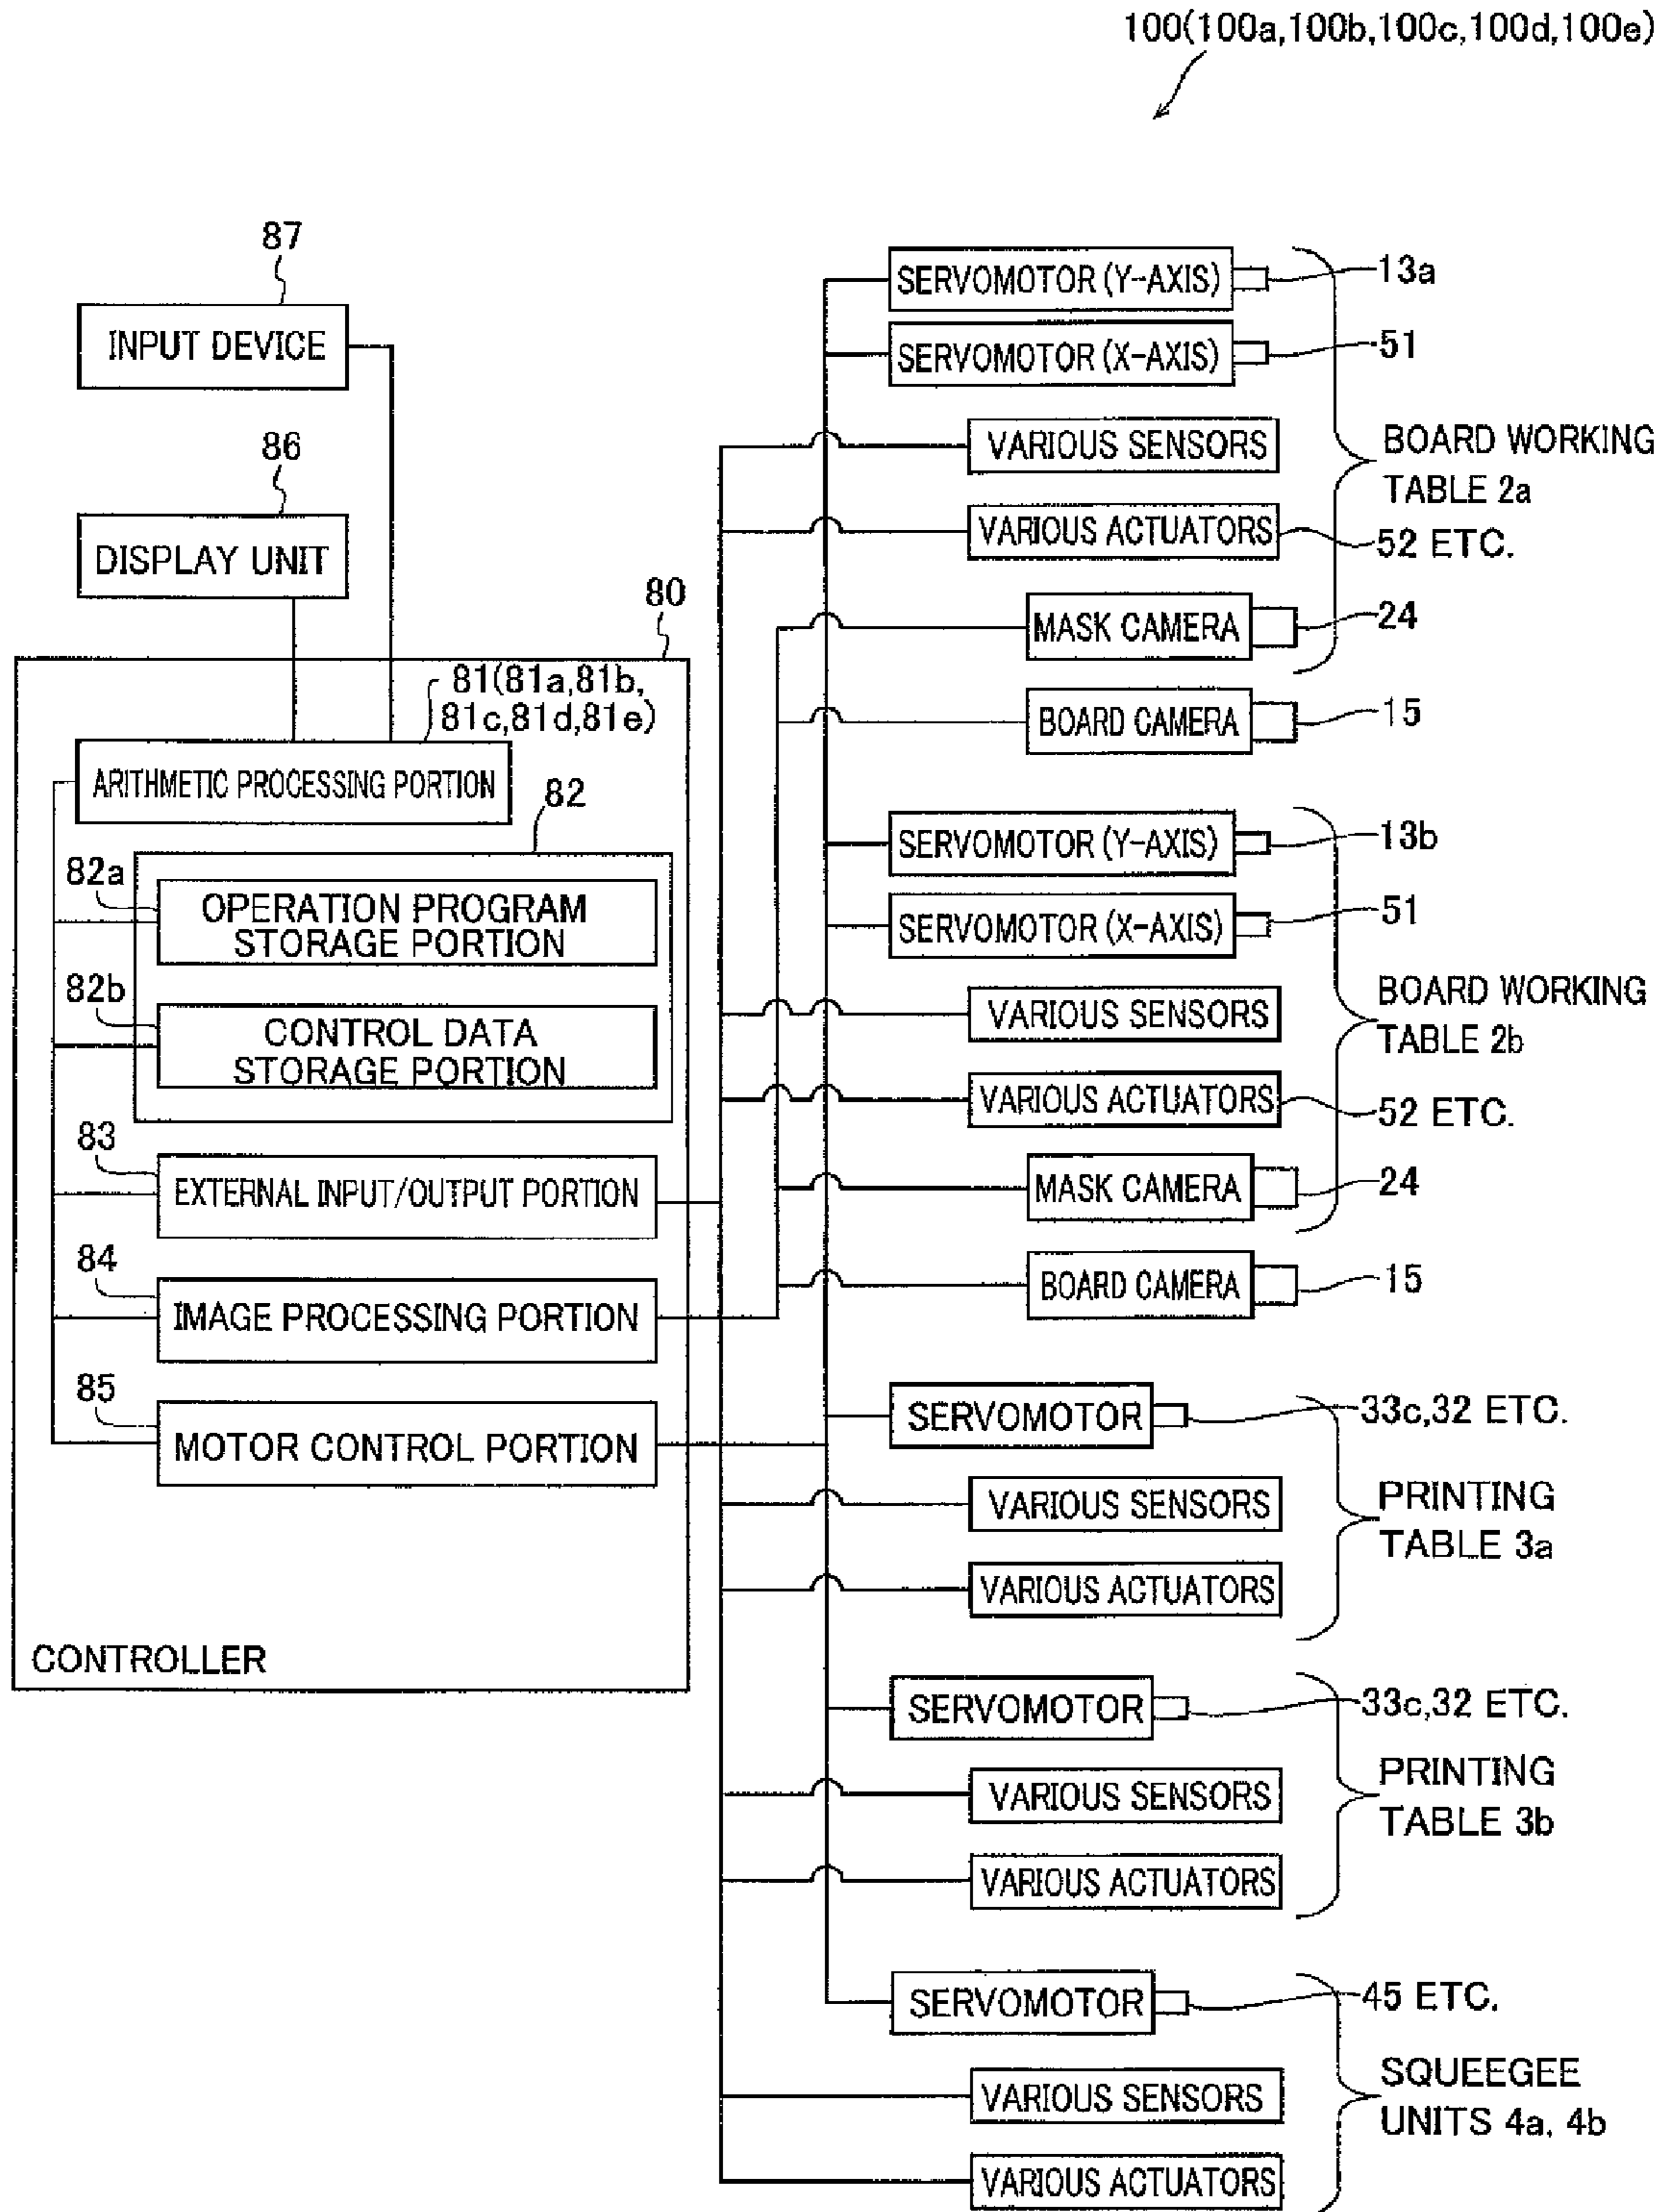 100(100a,100b,100c,100d,100e)
87
INPUT DEVICE
86
DISPLAY UNIT
80
81(81a,81b,
81c,81d,81e)
ARITHMETIC PROCESSING PORTION
82
82a
OPERATION PROGRAM
STORAGE PORTION
82b
CONTROL DATA
STORAGE PORTION
83
EXTERNAL INPUT/OUTPUT PORTION
84
IMAGE PROCESSING PORTION
85
MOTOR CONTROL PORTION
CONTROLLER
SERVOMOTOR (Y-AXIS)
13a
SERVOMOTOR (X-AXIS)
51
VARIOUS SENSORS
VARIOUS ACTUATORS
52 ETC.
MASK CAMERA
24
BOARD WORKING
TABLE 2a
BOARD CAMERA
15
SERVOMOTOR (Y-AXIS)
13b
SERVOMOTOR (X-AXIS)
51
VARIOUS SENSORS
VARIOUS ACTUATORS
52 ETC.
MASK CAMERA
24
BOARD WORKING
TABLE 2b
BOARD CAMERA
15
SERVOMOTOR
33c,32 ETC.
VARIOUS SENSORS
VARIOUS ACTUATORS
PRINTING
TABLE 3a
SERVOMOTOR
33c,32 ETC.
VARIOUS SENSORS
VARIOUS ACTUATORS
PRINTING
TABLE 3b
SERVOMOTOR
45 ETC.
VARIOUS SENSORS
VARIOUS ACTUATORS
SQUEEGEE
UNITS 4a, 4b